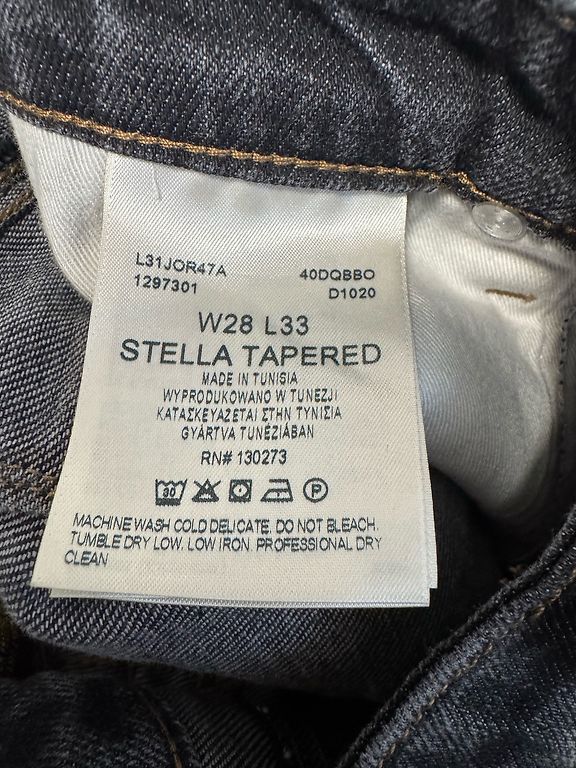 L31JOR47A 40DQBBO
1297301 D1020
W28 L33
STELLA TAPERED
MADE IN TUNISIA
WYPRODUKOWANO W TUNEZJI
ΚΑΤΑΣΚΕΥΑΖΕΤΑΙ ΣΤΗΝ ΤΥΝΙΣΙΑ
GYÁRTVA TUNÉZIÁBAN
RN# 130273
30 P
MACHINE WASH COLD DELICATE. DO NOT BLEACH.
TUMBLE DRY LOW. LOW IRON. PROFESSIONAL DRY
CLEAN